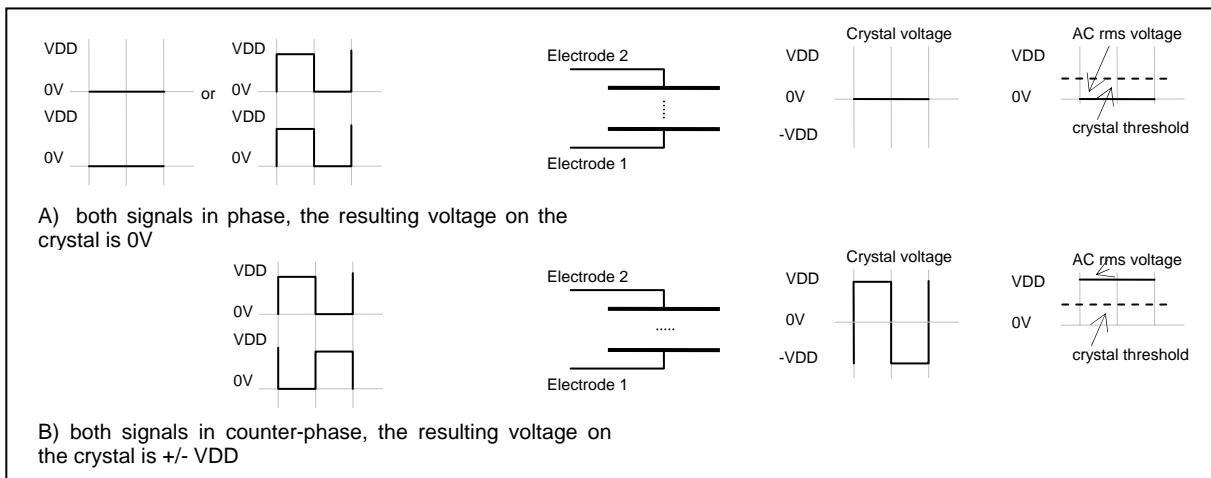 Crystal voltage
AC rms voltage
VDD
VDD
Electrode 2
VDD
VDD
0V
or
0V
0V
0V
VDD
VDD
-VDD
crystal threshold
0V
0V
Electrode 1
A) both signals in phase, the resulting voltage on the
crystal is 0V
Crystal voltage
AC rms voltage
VDD
Electrode 2
VDD
VDD
0V
0V
0V
VDD
-VDD
crystal threshold
0V
Electrode 1
B) both signals in counter-phase, the resulting voltage on
the crystal is +/- VDD